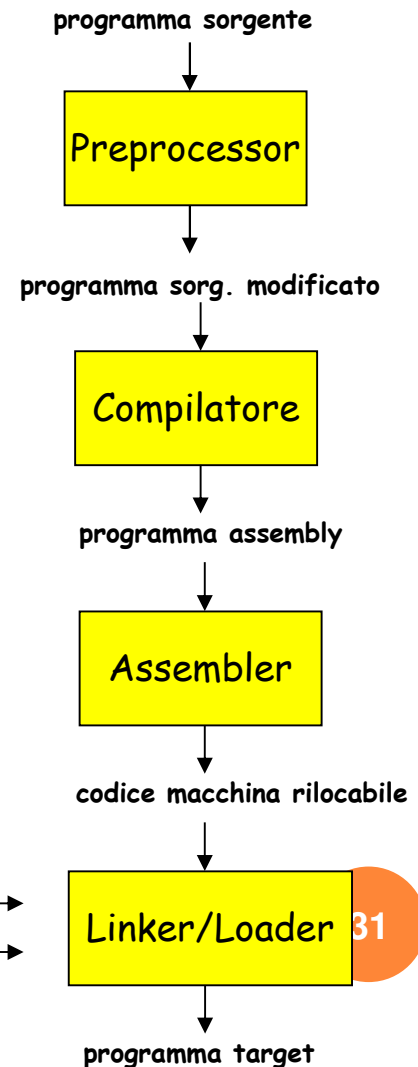 programma sorgente
Preprocessor
programma sorg. modificato
Compilatore
programma assembly
Assembler
codice macchina rilocabile
Linker/Loader
31
programma target